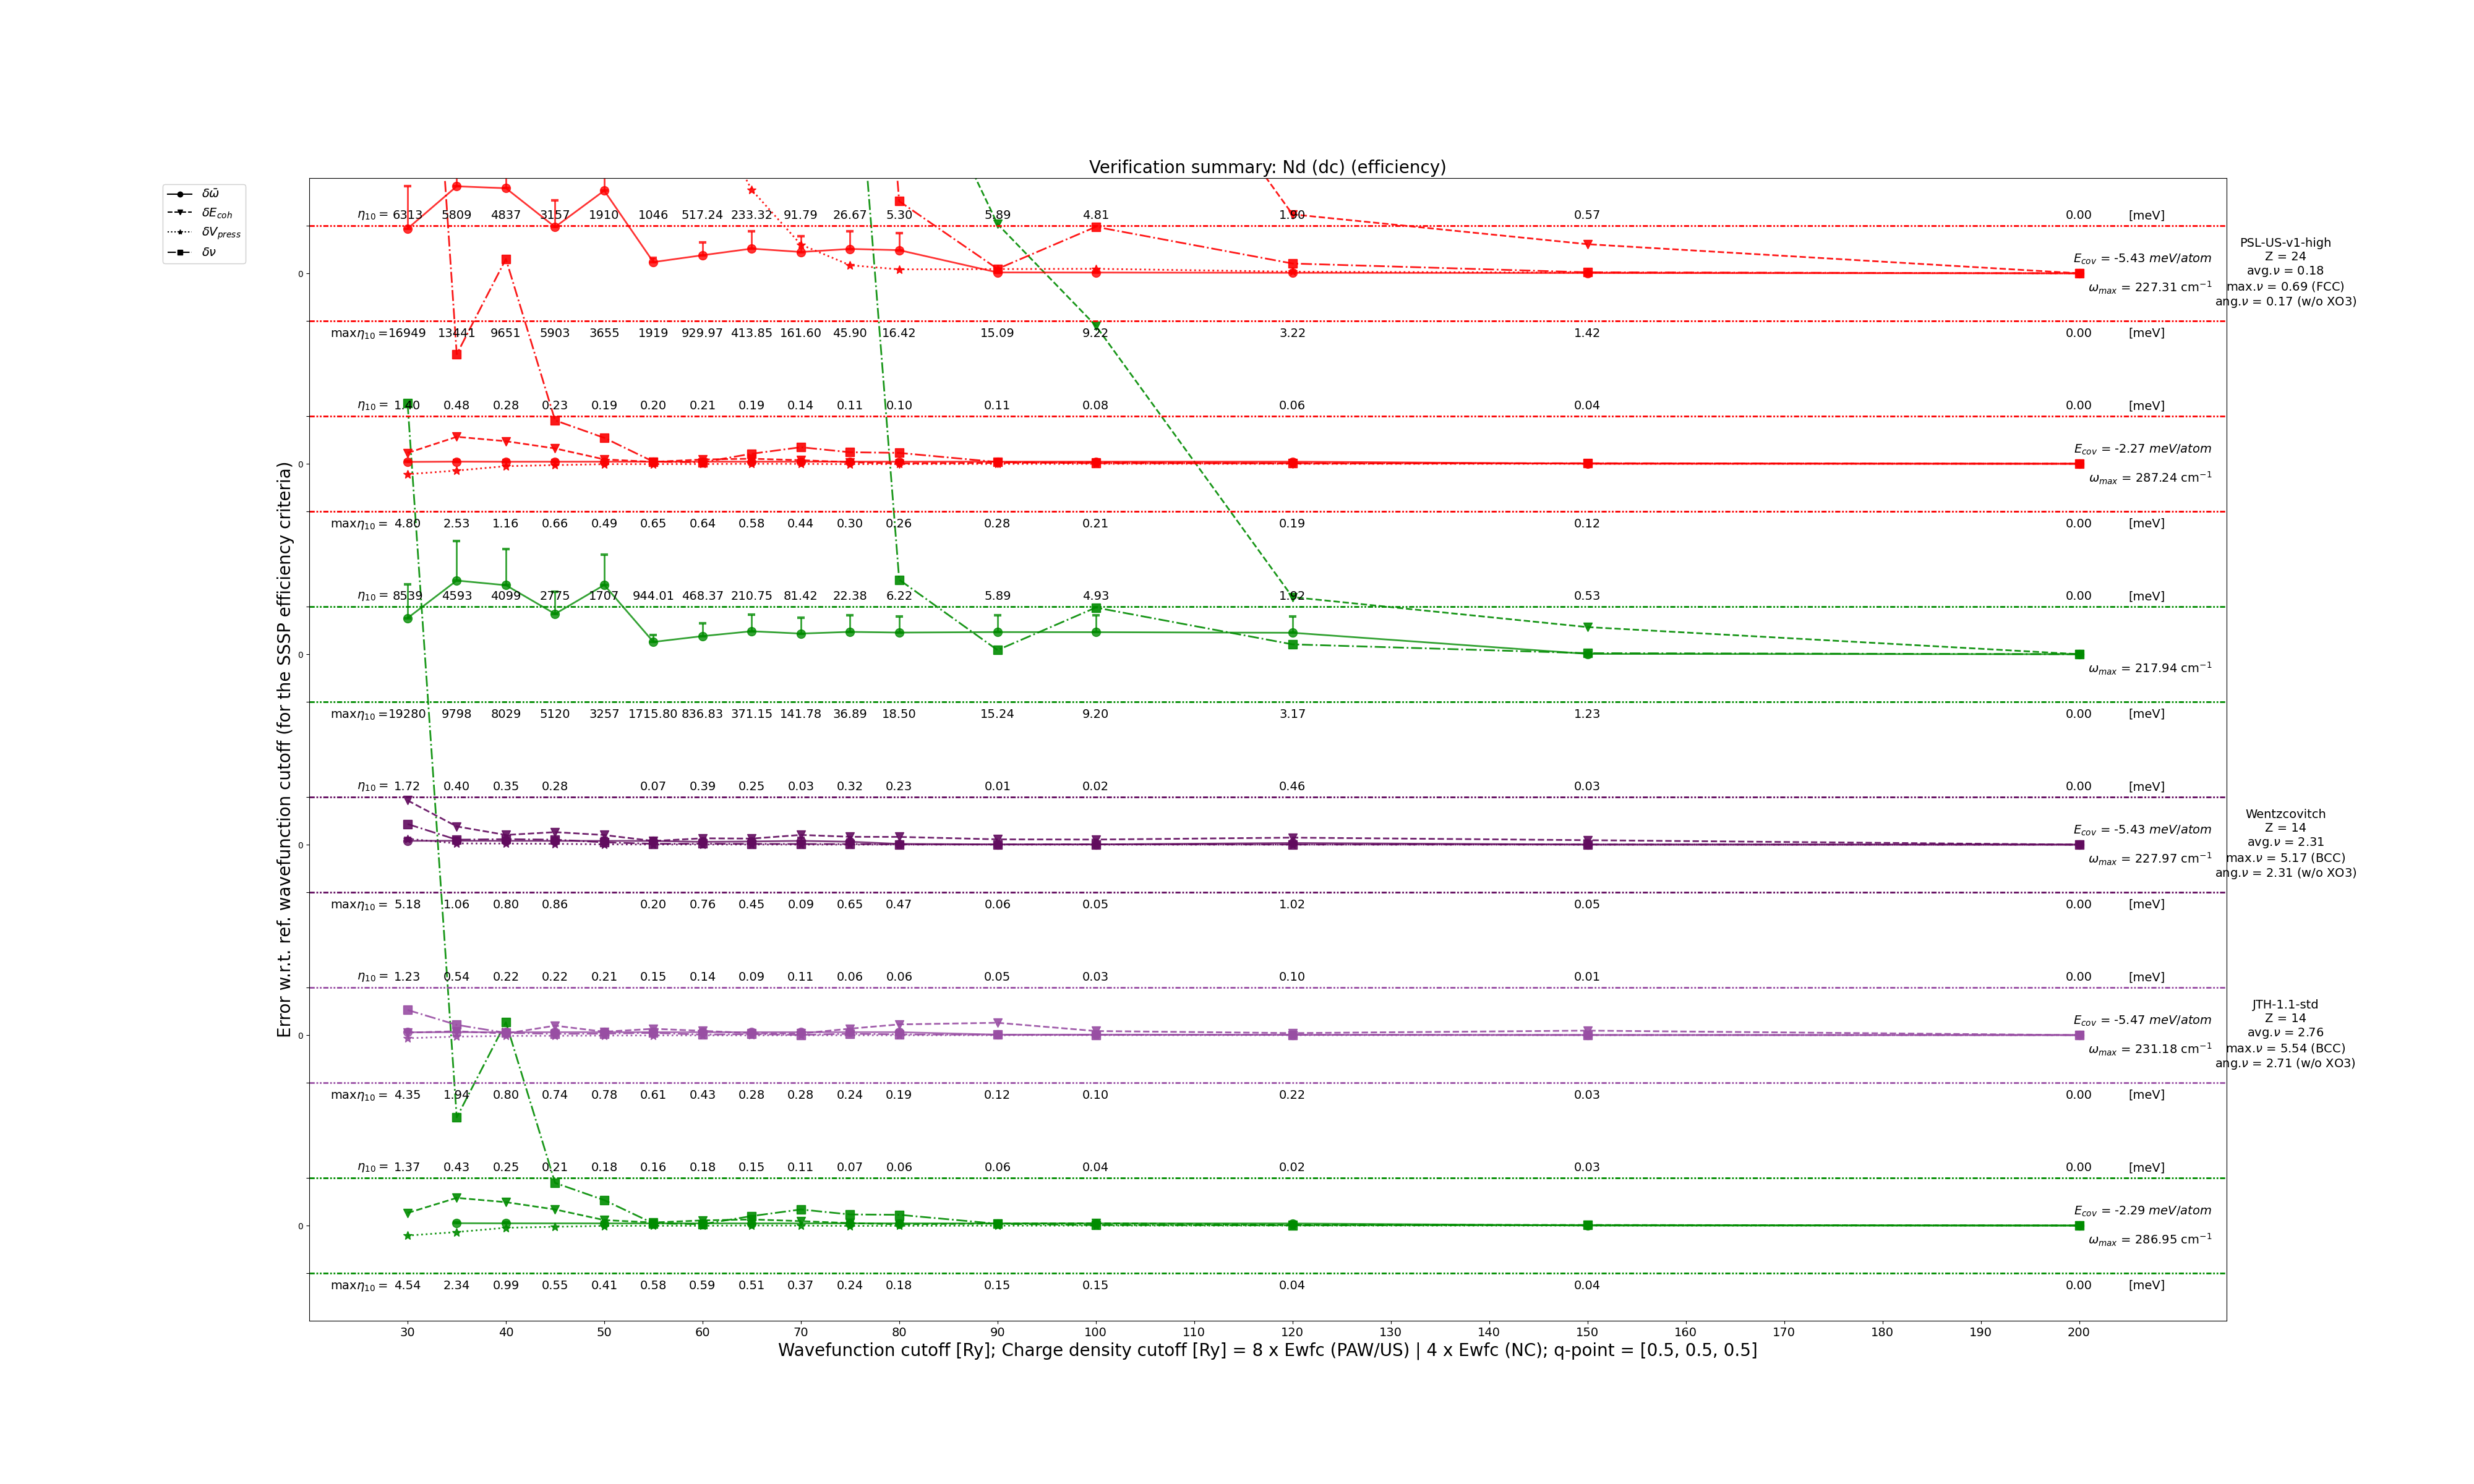 Verification summary: Nd (dc) (efficiency)
δω̄
δE_coh
δV_press
δν
Error w.r.t. ref. wavefunction cutoff (for the SSSP efficiency criteria)
η₁₀ = 6313 5809 4837 3157 1910 1046 517.24 233.32 91.79 26.67 5.30 5.89 4.81 1.90 0.57 0.00 [meV]
0
E_cov = -5.43 meV/atom
ω_max = 227.31 cm⁻¹
PSL-US-v1-high
Z = 24
avg.ν = 0.18
max.ν = 0.69 (FCC)
ang.ν = 0.17 (w/o XO3)
maxη₁₀ = 16949 13441 9651 5903 3655 1919 929.97 413.85 161.60 45.90 16.42 15.09 9.22 3.22 1.42 0.00 [meV]
η₁₀ = 1.40 0.48 0.28 0.23 0.19 0.20 0.21 0.19 0.14 0.11 0.10 0.11 0.08 0.06 0.04 0.00 [meV]
0
E_cov = -2.27 meV/atom
ω_max = 287.24 cm⁻¹
maxη₁₀ = 4.80 2.53 1.16 0.66 0.49 0.65 0.64 0.58 0.44 0.30 0.26 0.28 0.21 0.19 0.12 0.00 [meV]
η₁₀ = 8539 4593 4099 2775 1707 944.01 468.37 210.75 81.42 22.38 6.22 5.89 4.93 1.92 0.53 0.00 [meV]
0
ω_max = 217.94 cm⁻¹
maxη₁₀ = 19280 9798 8029 5120 3257 1715.80 836.83 371.15 141.78 36.89 18.50 15.24 9.20 3.17 1.23 0.00 [meV]
η₁₀ = 1.72 0.40 0.35 0.28 0.07 0.39 0.25 0.03 0.32 0.23 0.01 0.02 0.46 0.03 0.00 [meV]
0
E_cov = -5.43 meV/atom
ω_max = 227.97 cm⁻¹
Wentzcovitch
Z = 14
avg.ν = 2.31
max.ν = 5.17 (BCC)
ang.ν = 2.31 (w/o XO3)
maxη₁₀ = 5.18 1.06 0.80 0.86 0.20 0.76 0.45 0.09 0.65 0.47 0.06 0.05 1.02 0.05 0.00 [meV]
η₁₀ = 1.23 0.54 0.22 0.22 0.21 0.15 0.14 0.09 0.11 0.06 0.06 0.05 0.03 0.10 0.01 0.00 [meV]
0
E_cov = -5.47 meV/atom
ω_max = 231.18 cm⁻¹
JTH-1.1-std
Z = 14
avg.ν = 2.76
max.ν = 5.54 (BCC)
ang.ν = 2.71 (w/o XO3)
maxη₁₀ = 4.35 1.94 0.80 0.74 0.78 0.61 0.43 0.28 0.28 0.24 0.19 0.12 0.10 0.22 0.03 0.00 [meV]
η₁₀ = 1.37 0.43 0.25 0.21 0.18 0.16 0.18 0.15 0.11 0.07 0.06 0.06 0.04 0.02 0.03 0.00 [meV]
0
E_cov = -2.29 meV/atom
ω_max = 286.95 cm⁻¹
maxη₁₀ = 4.54 2.34 0.99 0.55 0.41 0.58 0.59 0.51 0.37 0.24 0.18 0.15 0.15 0.04 0.04 0.00 [meV]
30 40 50 60 70 80 90 100 110 120 130 140 150 160 170 180 190 200
Wavefunction cutoff [Ry]; Charge density cutoff [Ry] = 8 x Ewfc (PAW/US) | 4 x Ewfc (NC); q-point = [0.5, 0.5, 0.5]